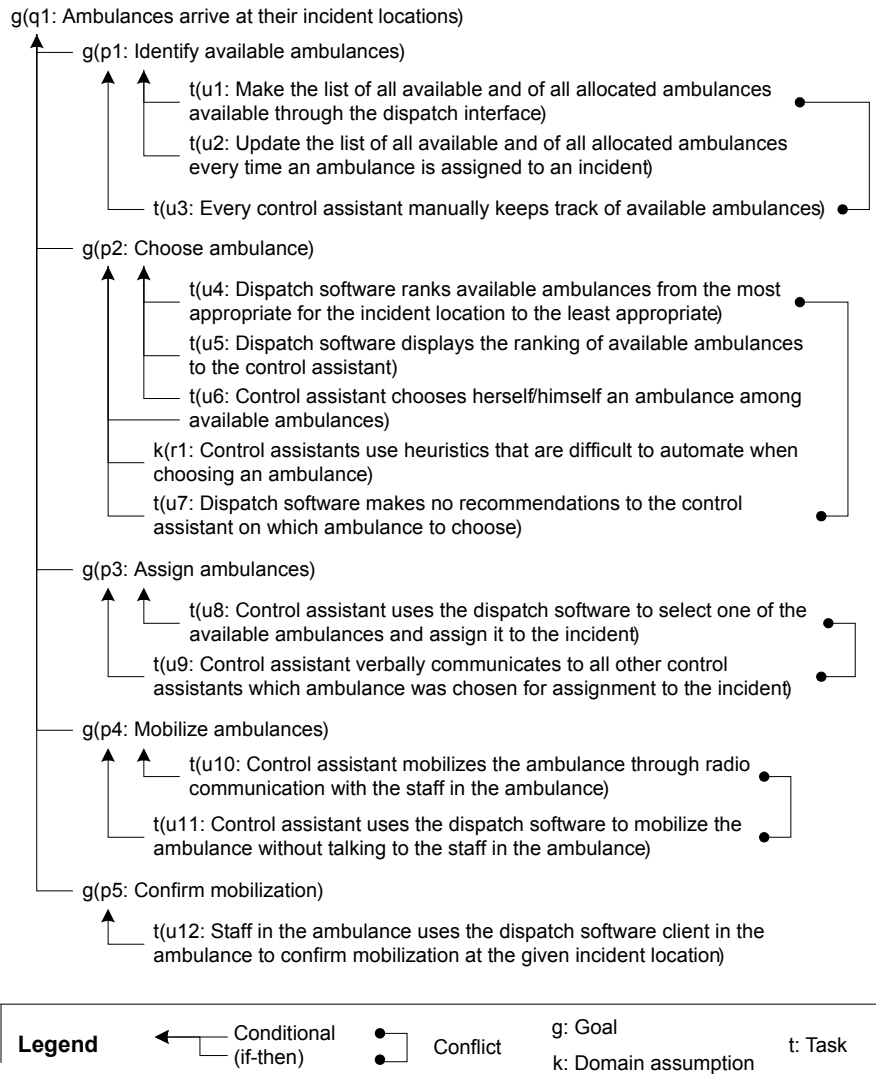 g(q1: Ambulances arrive at their incident locations)
g(p1: Identify available ambulances)
t(u1: Make the list of all available and of all allocated ambulances
available through the dispatch interface)
t(u2: Update the list of all available and of all allocated ambulances
every time an ambulance is assigned to an incident)
t(u3: Every control assistant manually keeps track of available ambulances)
g(p2: Choose ambulance)
t(u4: Dispatch software ranks available ambulances from the most
appropriate for the incident location to the least appropriate)
t(u5: Dispatch software displays the ranking of available ambulances
to the control assistant)
t(u6: Control assistant chooses herself/himself an ambulance among
available ambulances)
k(r1: Control assistants use heuristics that are difficult to automate when
choosing an ambulance)
t(u7: Dispatch software makes no recommendations to the control
assistant on which ambulance to choose)
g(p3: Assign ambulances)
t(u8: Control assistant uses the dispatch software to select one of the
available ambulances and assign it to the incident)
t(u9: Control assistant verbally communicates to all other control
assistants which ambulance was chosen for assignment to the incident)
g(p4: Mobilize ambulances)
t(u10: Control assistant mobilizes the ambulance through radio
communication with the staff in the ambulance)
t(u11: Control assistant uses the dispatch software to mobilize the
ambulance without talking to the staff in the ambulance)
g(p5: Confirm mobilization)
t(u12: Staff in the ambulance uses the dispatch software client in the
ambulance to confirm mobilization at the given incident location)
Legend
Conditional
(if-then)
Conflict
g: Goal
k: Domain assumption
t: Task